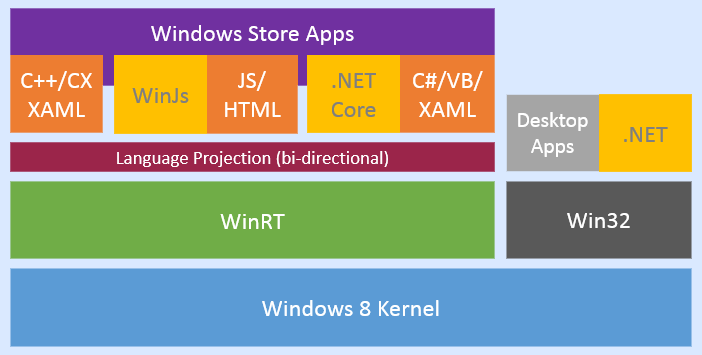 Windows Store Apps
C++/CX
XAML
WinJs
JS/
HTML
.NET
Core
C#/VB/
XAML
Desktop
Apps
.NET
Language Projection (bi-directional)
WinRT
Win32
Windows 8 Kernel